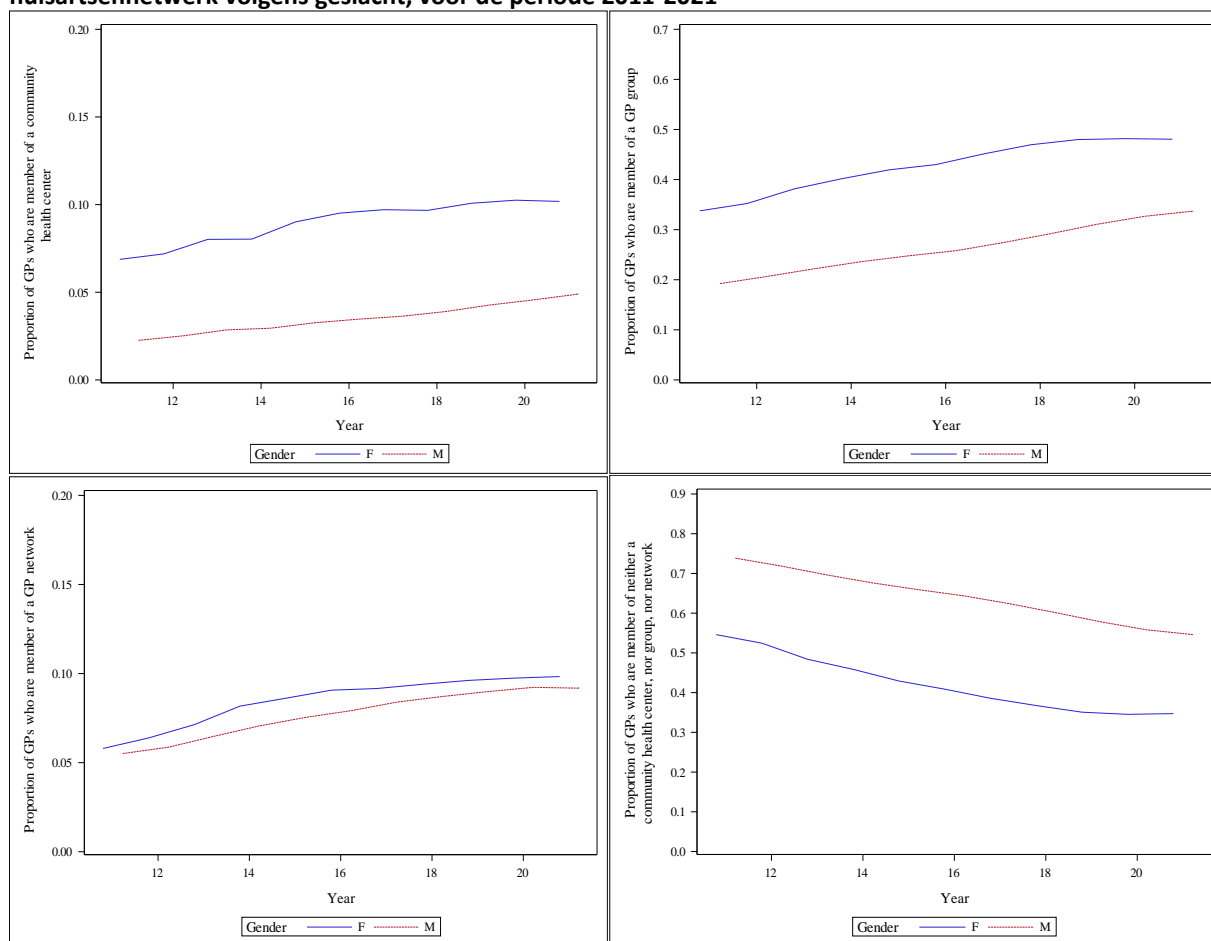 huisartsennetwerk volgens geslacht, voor de periode 2011-2021
0.20
0.15
0.10
0.05
0.00
Proportion of GPs who are member of a community
health center
12 14 16 18 20
Year
Gender F M
0.7
0.6
0.5
0.4
0.3
0.2
0.1
0.0
Proportion of GPs who are member of a GP group
12 14 16 18 20
Year
Gender F M
0.20
0.15
0.10
0.05
0.00
Proportion of GPs who are member of a GP network
12 14 16 18 20
Year
Gender F M
0.9
0.8
0.7
0.6
0.5
0.4
0.3
0.2
0.1
0.0
Proportion of GPs who are member of neither a
community health center, nor group, nor network
12 14 16 18 20
Year
Gender F M